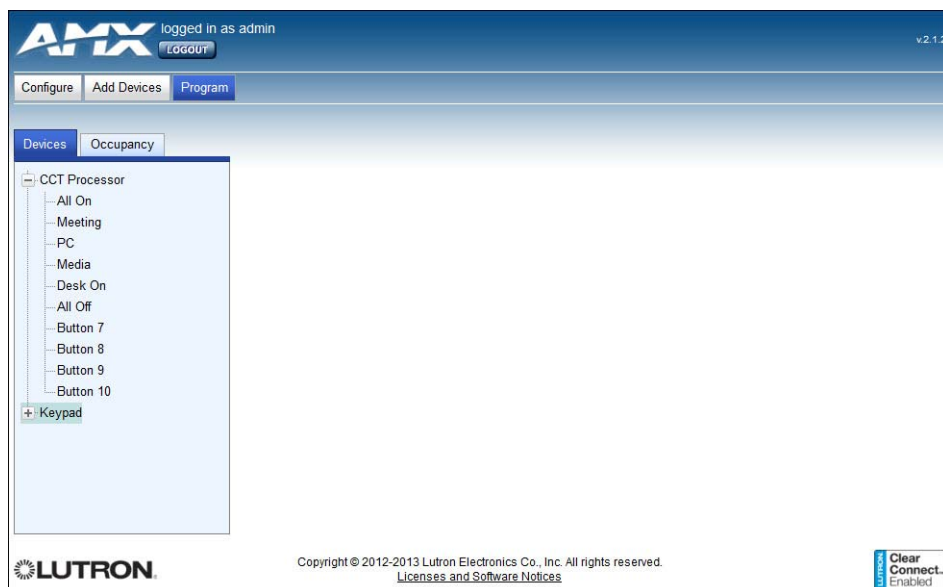 AMX logged in as admin
LOGOUT
v.2.1.2
Configure Add Devices Program
Devices Occupancy
CCT Processor
All On
Meeting
PC
Media
Desk On
All Off
Button 7
Button 8
Button 9
Button 10
Keypad
LUTRON.
Copyright © 2012-2013 Lutron Electronics Co., Inc. All rights reserved.
Licenses and Software Notices
LUTRON
Clear
Connect.
Enabled